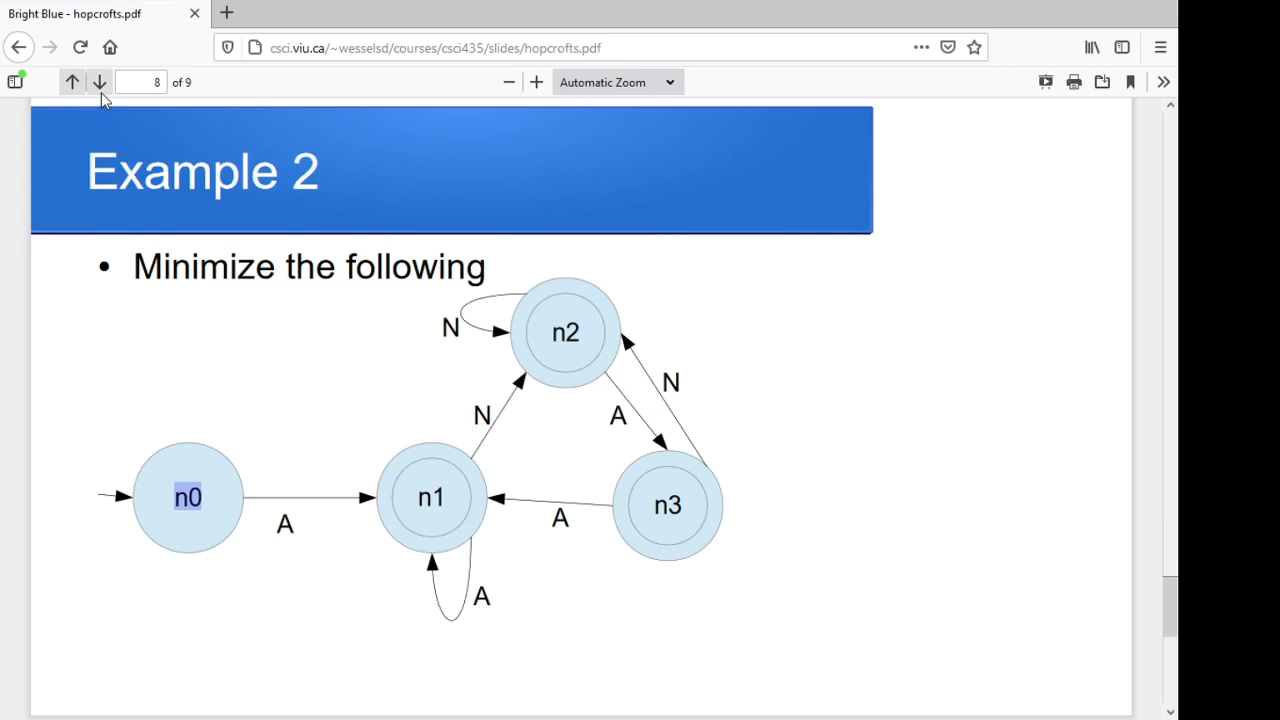 Bright Blue - hopcrofts.pdf
csci.viu.ca/~wesselsd/courses/csci435/slides/hopcrofts.pdf
8 of 9
Automatic Zoom
Example 2
• Minimize the following
N
n2
N
N
A
n0
n1
n3
A
A
A